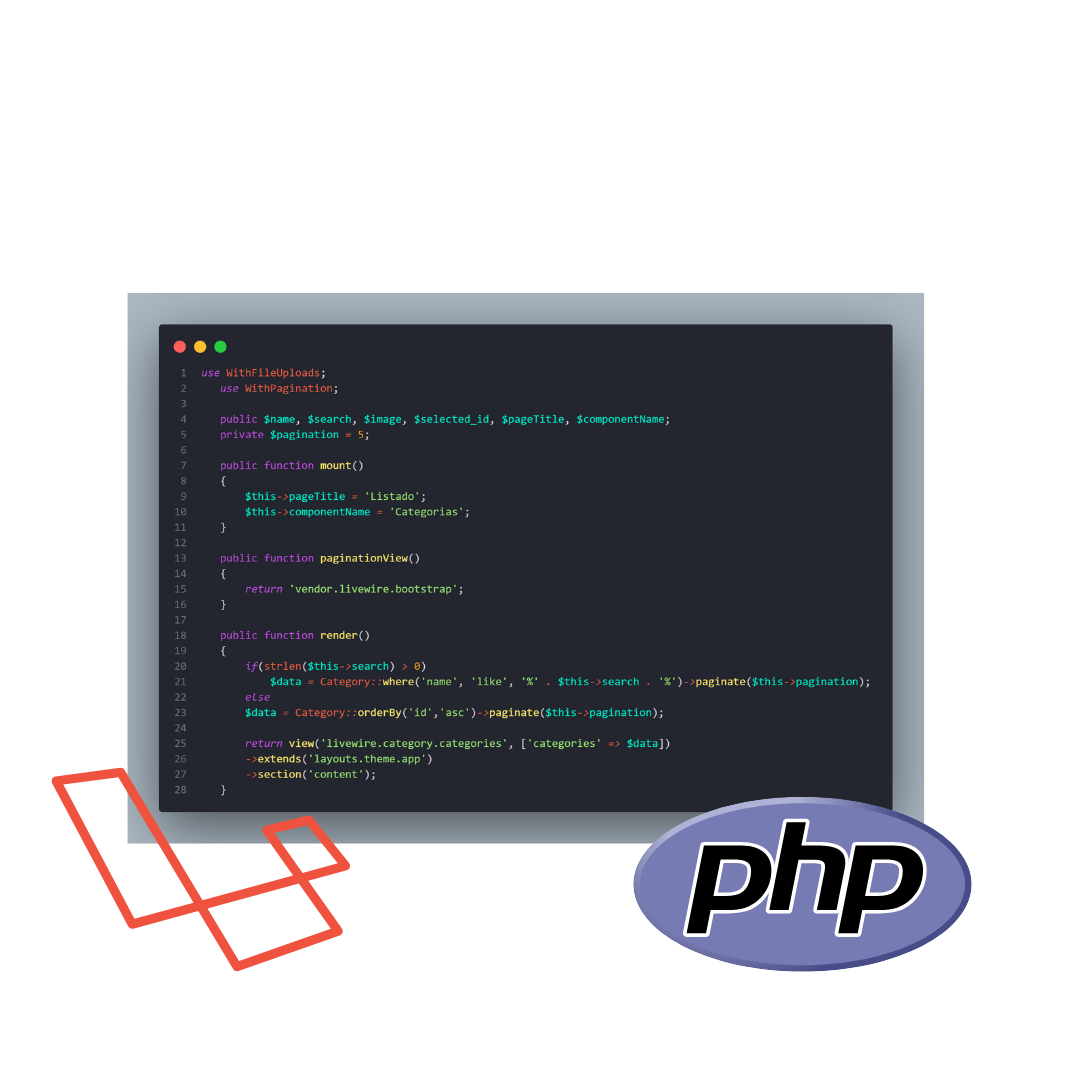 1 use WithFileUploads;
2 use WithPagination;
3
4 public $name, $search, $image, $selected_id, $pageTitle, $componentName;
5 private $pagination = 5;
6
7 public function mount()
8 {
9 $this->pageTitle = 'Listado';
10 $this->componentName = 'Categorias';
11 }
12
13 public function paginationView()
14 {
15 return 'vendor.livewire.bootstrap';
16 }
17
18 public function render()
19 {
20 if(strlen($this->search) > 0)
21 $data = Category::where('name', 'like', '%' . $this->search . '%')->paginate($this->pagination);
22 else
23 $data = Category::orderBy('id','asc')->paginate($this->pagination);
24
25 return view('livewire.category.categories', ['categories' => $data])
26 ->extends('layouts.theme.app')
27 ->section('content');
28 }
php